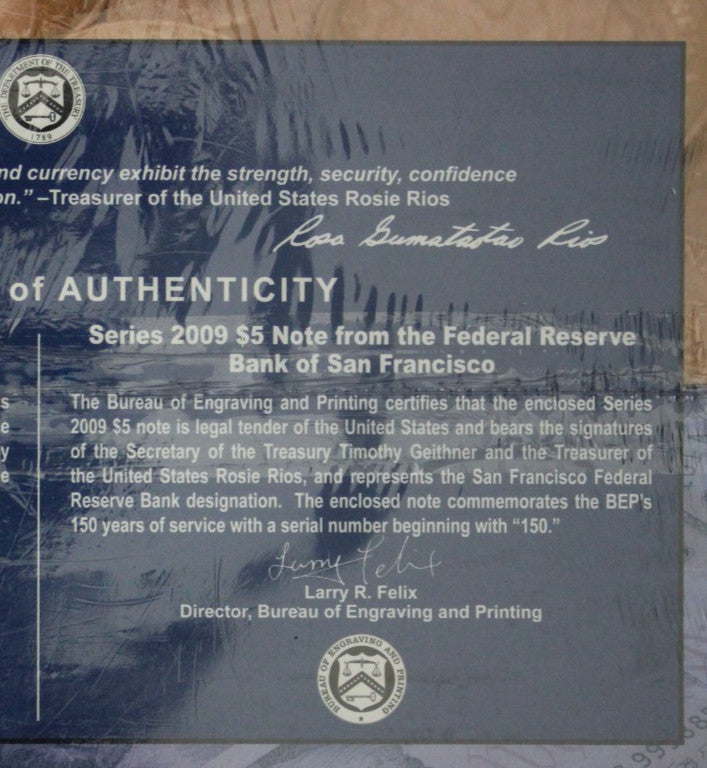 THE DEPARTMENT OF THE TREASURY
1789
nd currency exhibit the strength, security, confidence
on.” –Treasurer of the United States Rosie Rios
Rosa Gumataotao Rios
of AUTHENTICITY
Series 2009 $5 Note from the Federal Reserve
Bank of San Francisco
s
e
y
e
The Bureau of Engraving and Printing certifies that the enclosed Series
2009 $5 note is legal tender of the United States and bears the signatures
of the Secretary of the Treasury Timothy Geithner and the Treasurer of
the United States Rosie Rios, and represents the San Francisco Federal
Reserve Bank designation. The enclosed note commemorates the BEP’s
150 years of service with a serial number beginning with “150.”
Larry Felix
Larry R. Felix
Director, Bureau of Engraving and Printing
BUREAU OF ENGRAVING AND PRINTING